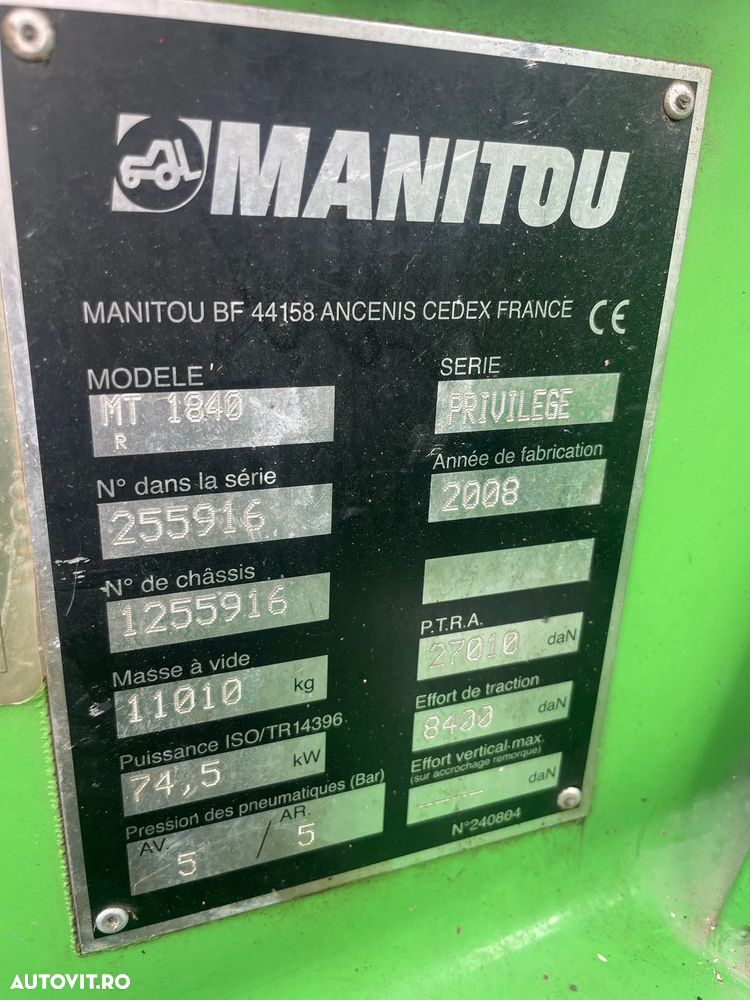 MANITOU
MANITOU BF 44158 ANCENIS CEDEX FRANCE CE
MODELE
MT 1840
R
SERIE
PRIVILEGE
N° dans la série
255916
Année de fabrication
2008
N° de châssis
1255916
P.T.R.A.
27010 daN
Masse à vide
11010 kg
Effort de traction
8400 daN
Puissance ISO/TR14396
74,5 kW
Effort vertical-max.
(sur accrochage remorque)
---- daN
Pression des pneumatiques (Bar)
AV. / AR.
5 5
N°240804
AUTOVIT.RO